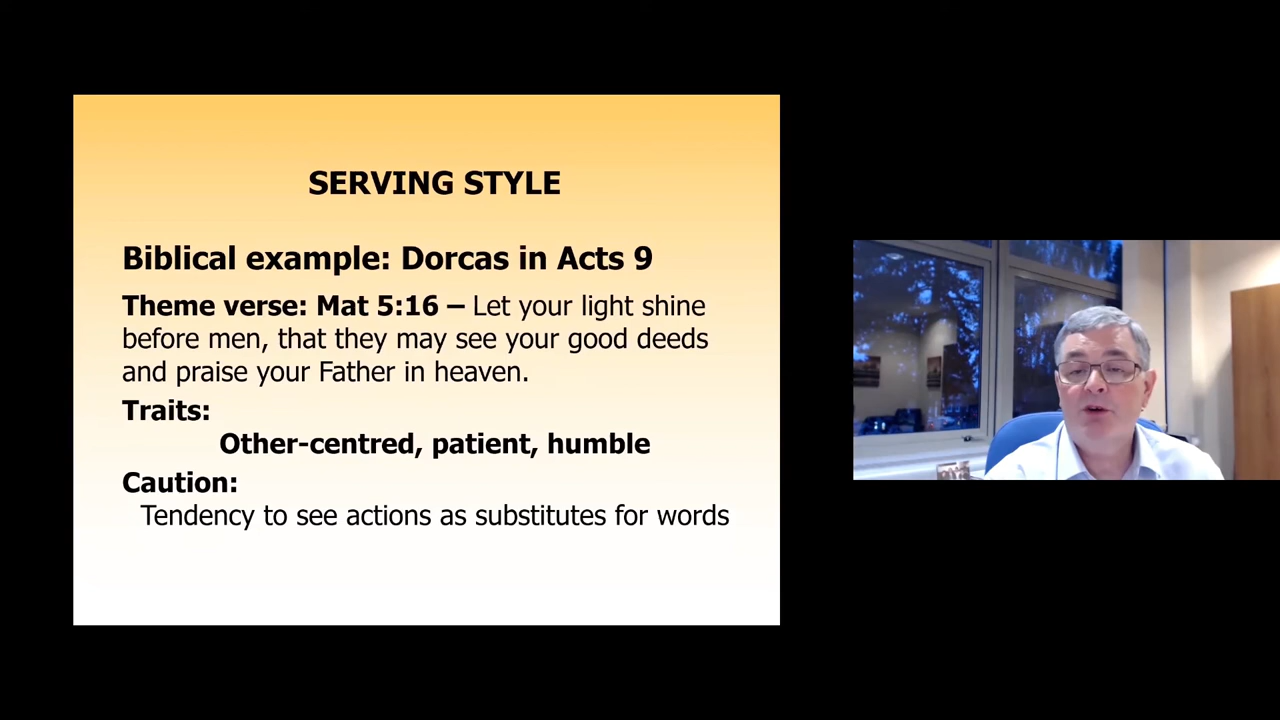 SERVING STYLE
Biblical example: Dorcas in Acts 9
Theme verse: Mat 5:16 – Let your light shine
before men, that they may see your good deeds
and praise your Father in heaven.
Traits:
Other-centred, patient, humble
Caution:
Tendency to see actions as substitutes for words